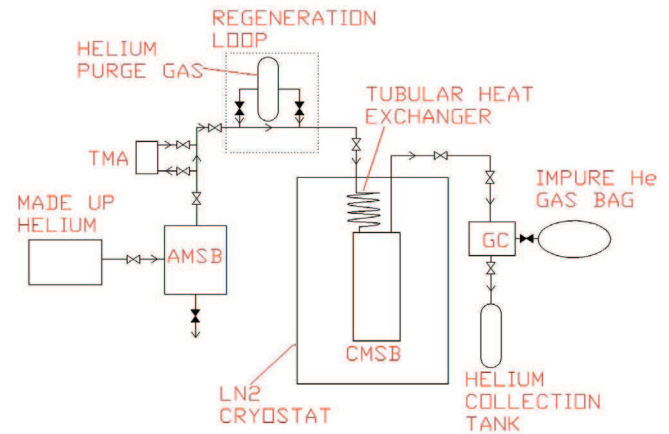 REGENERATION
LOOP
HELIUM
PURGE GAS
TUBULAR HEAT
EXCHANGER
TMA
IMPURE He
GAS BAG
MADE UP
HELIUM
AMSB
GC
CMSB
LN2
CRYOSTAT
HELIUM
COLLECTION
TANK